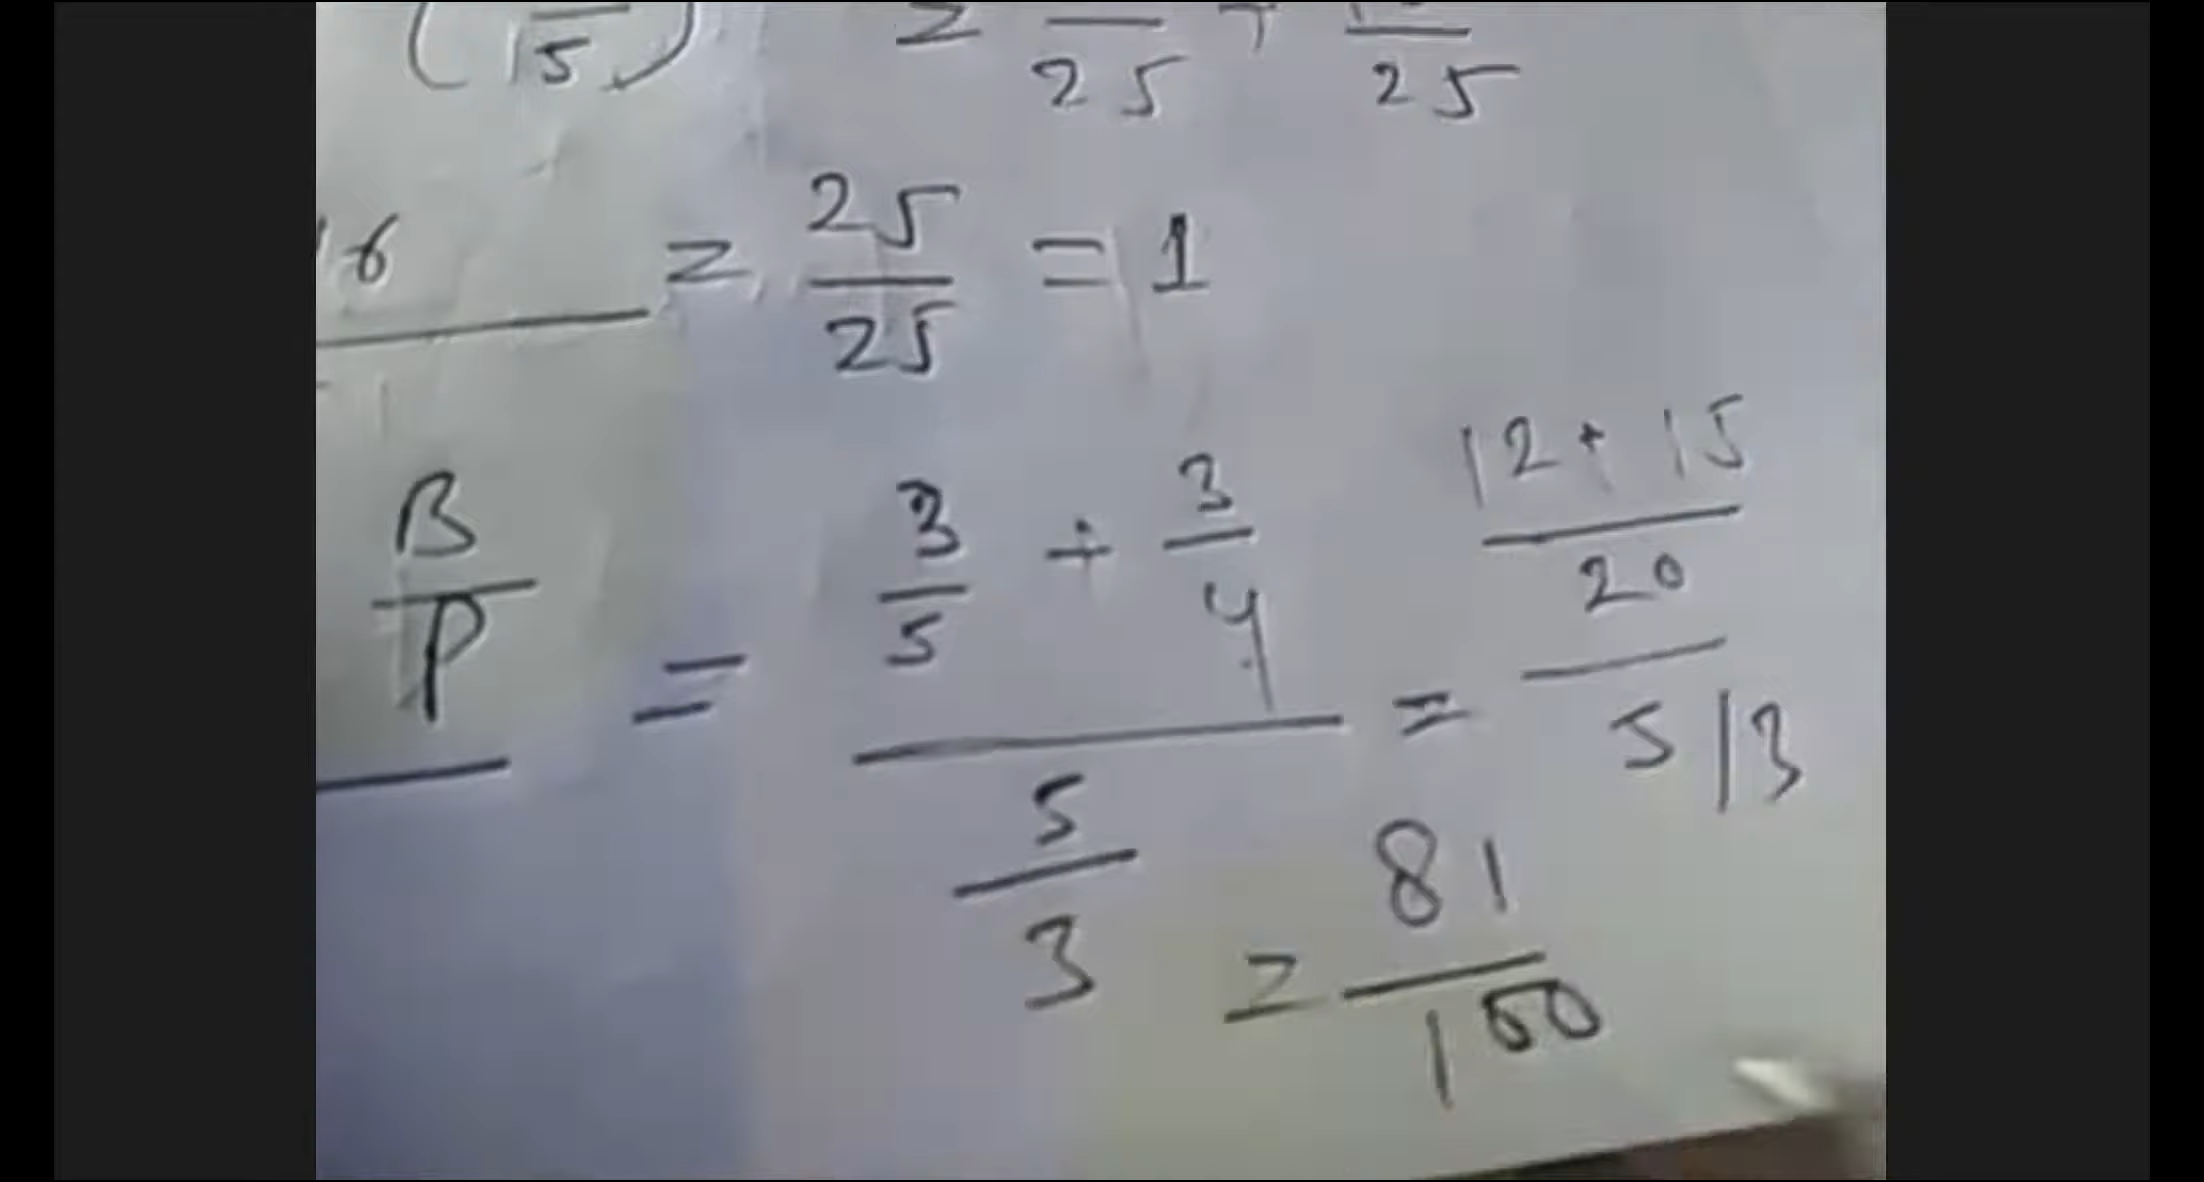 ( 15 ) = /25 + /25
16 = 25/25 = 1
B/P = (3/5 + 3/4)/(5/3) = ((12+15)/20)/(5/3)
= 81/100